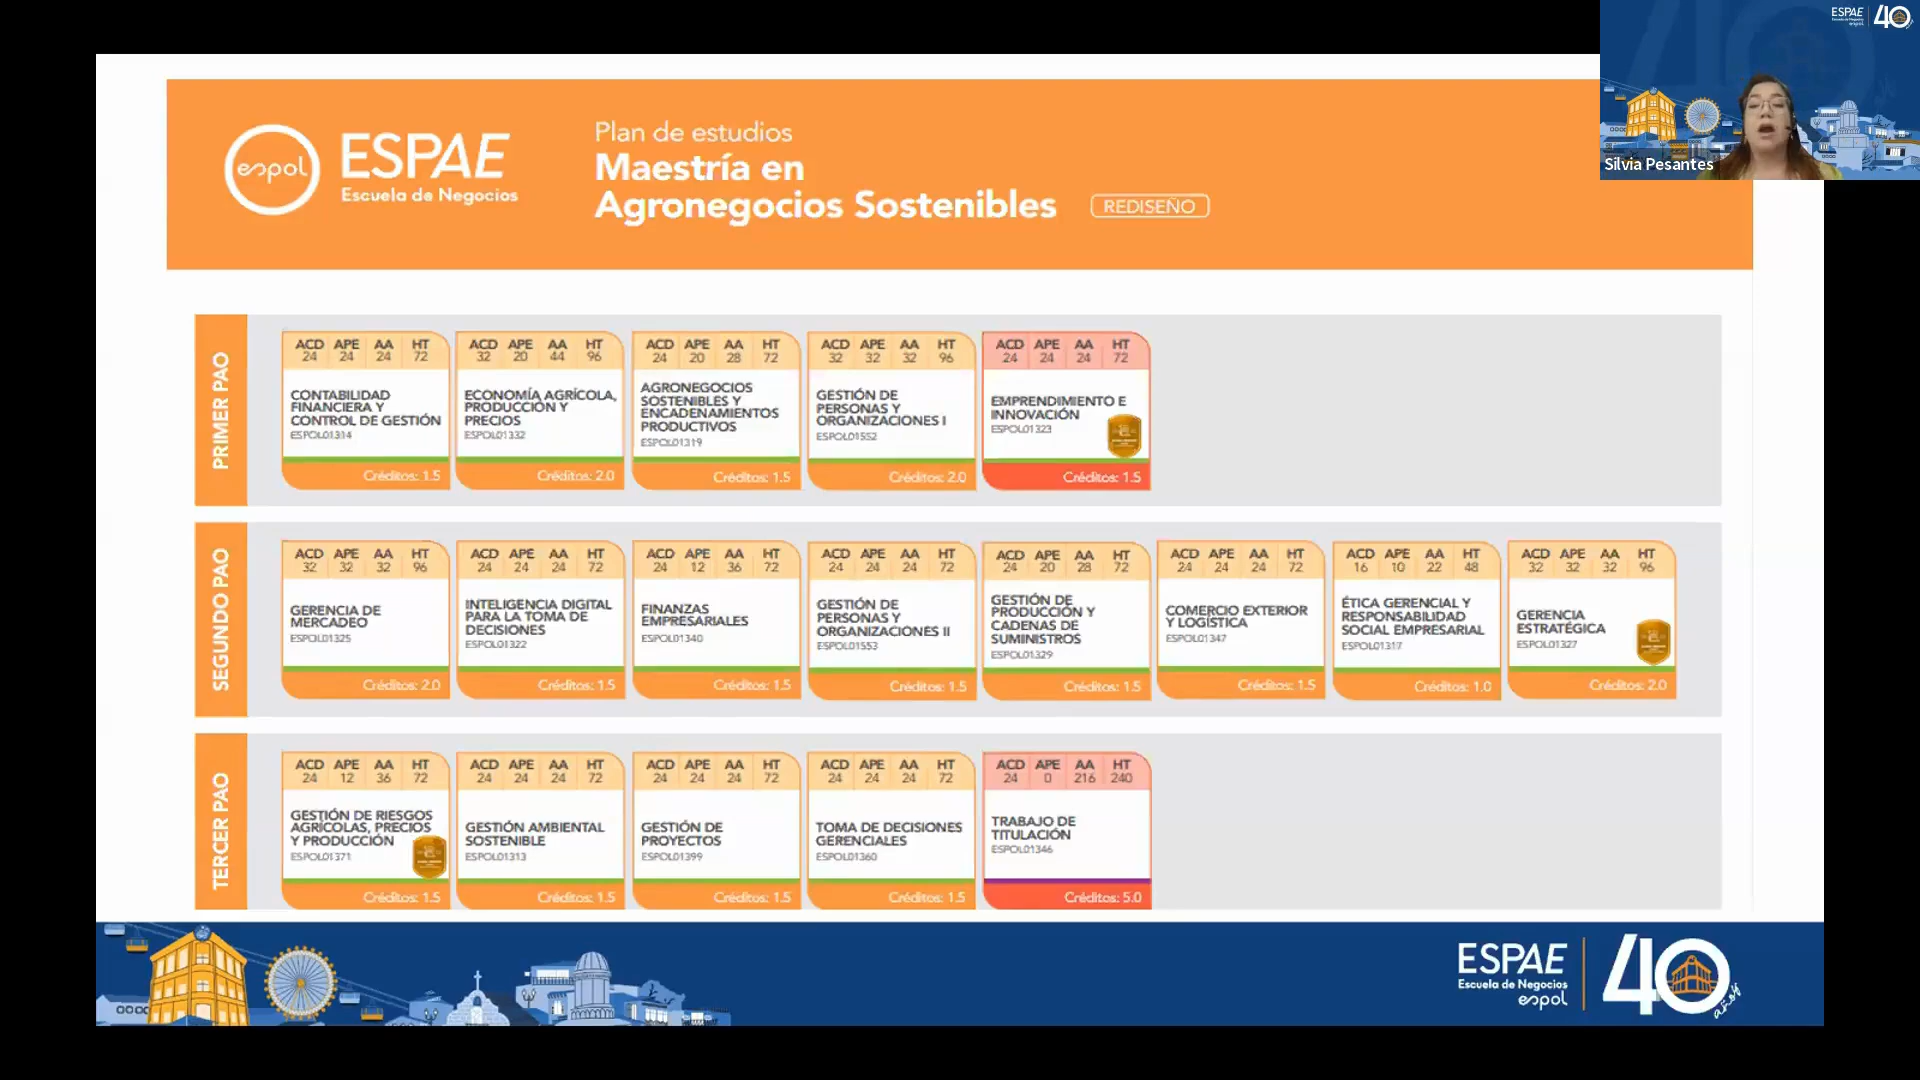 ESPAE
Escuela de Negocios
espol
40
Silvia Pesantes
espol
ESPAE
Escuela de Negocios
Plan de estudios
Maestría en
Agronegocios Sostenibles
REDISEÑO
PRIMER PAO
ACD APE AA HT
24 24 24 72
CONTABILIDAD
FINANCIERA Y
CONTROL DE GESTIÓN
ESPOL01314
Créditos: 1.5
ACD APE AA HT
32 20 44 96
ECONOMÍA AGRÍCOLA,
PRODUCCIÓN Y
PRECIOS
ESPOL01332
Créditos: 2.0
ACD APE AA HT
24 20 28 72
AGRONEGOCIOS
SOSTENIBLES Y
ENCADENAMIENTOS
PRODUCTIVOS
ESPOL01319
Créditos: 1.5
ACD APE AA HT
32 32 32 96
GESTIÓN DE
PERSONAS Y
ORGANIZACIONES I
ESPOL01552
Créditos: 2.0
ACD APE AA HT
24 24 24 72
EMPRENDIMIENTO E
INNOVACIÓN
ESPOL01323
Créditos: 1.5
SEGUNDO PAO
ACD APE AA HT
32 32 32 96
GERENCIA DE
MERCADEO
ESPOL01325
Créditos: 2.0
ACD APE AA HT
24 24 24 72
INTELIGENCIA DIGITAL
PARA LA TOMA DE
DECISIONES
ESPOL01322
Créditos: 1.5
ACD APE AA HT
24 12 36 72
FINANZAS
EMPRESARIALES
ESPOL01340
Créditos: 1.5
ACD APE AA HT
24 24 24 72
GESTIÓN DE
PERSONAS Y
ORGANIZACIONES II
ESPOL01553
Créditos: 1.5
ACD APE AA HT
24 20 28 72
GESTIÓN DE
PRODUCCIÓN Y
CADENAS DE
SUMINISTROS
ESPOL01329
Créditos: 1.5
ACD APE AA HT
24 24 24 72
COMERCIO EXTERIOR
Y LOGÍSTICA
ESPOL01347
Créditos: 1.5
ACD APE AA HT
16 10 22 48
ÉTICA GERENCIAL Y
RESPONSABILIDAD
SOCIAL EMPRESARIAL
ESPOL01317
Créditos: 1.0
ACD APE AA HT
32 32 32 96
GERENCIA
ESTRATÉGICA
ESPOL01327
Créditos: 2.0
TERCER PAO
ACD APE AA HT
24 12 36 72
GESTIÓN DE RIESGOS
AGRÍCOLAS, PRECIOS
Y PRODUCCIÓN
ESPOL01371
Créditos: 1.5
ACD APE AA HT
24 24 24 72
GESTIÓN AMBIENTAL
SOSTENIBLE
ESPOL01313
Créditos: 1.5
ACD APE AA HT
24 24 24 72
GESTIÓN DE
PROYECTOS
ESPOL01399
Créditos: 1.5
ACD APE AA HT
24 24 24 72
TOMA DE DECISIONES
GERENCIALES
ESPOL01360
Créditos: 1.5
ACD APE AA HT
24 0 216 240
TRABAJO DE
TITULACIÓN
ESPOL01346
Créditos: 5.0
ESPAE
Escuela de Negocios
espol
40
años